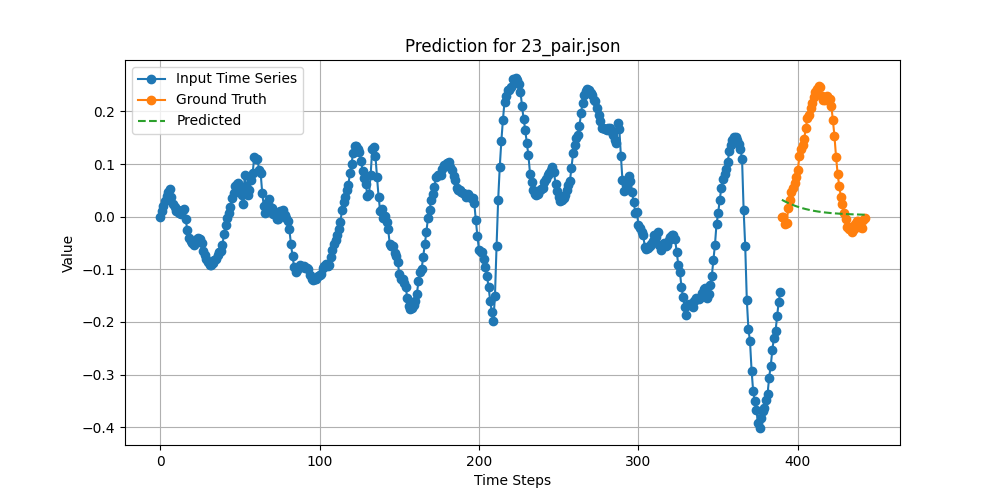 Prediction for 23_pair.json
Input Time Series
Ground Truth
Predicted
Value
0.2
0.1
0.0
−0.1
−0.2
−0.3
−0.4
0 100 200 300 400
Time Steps